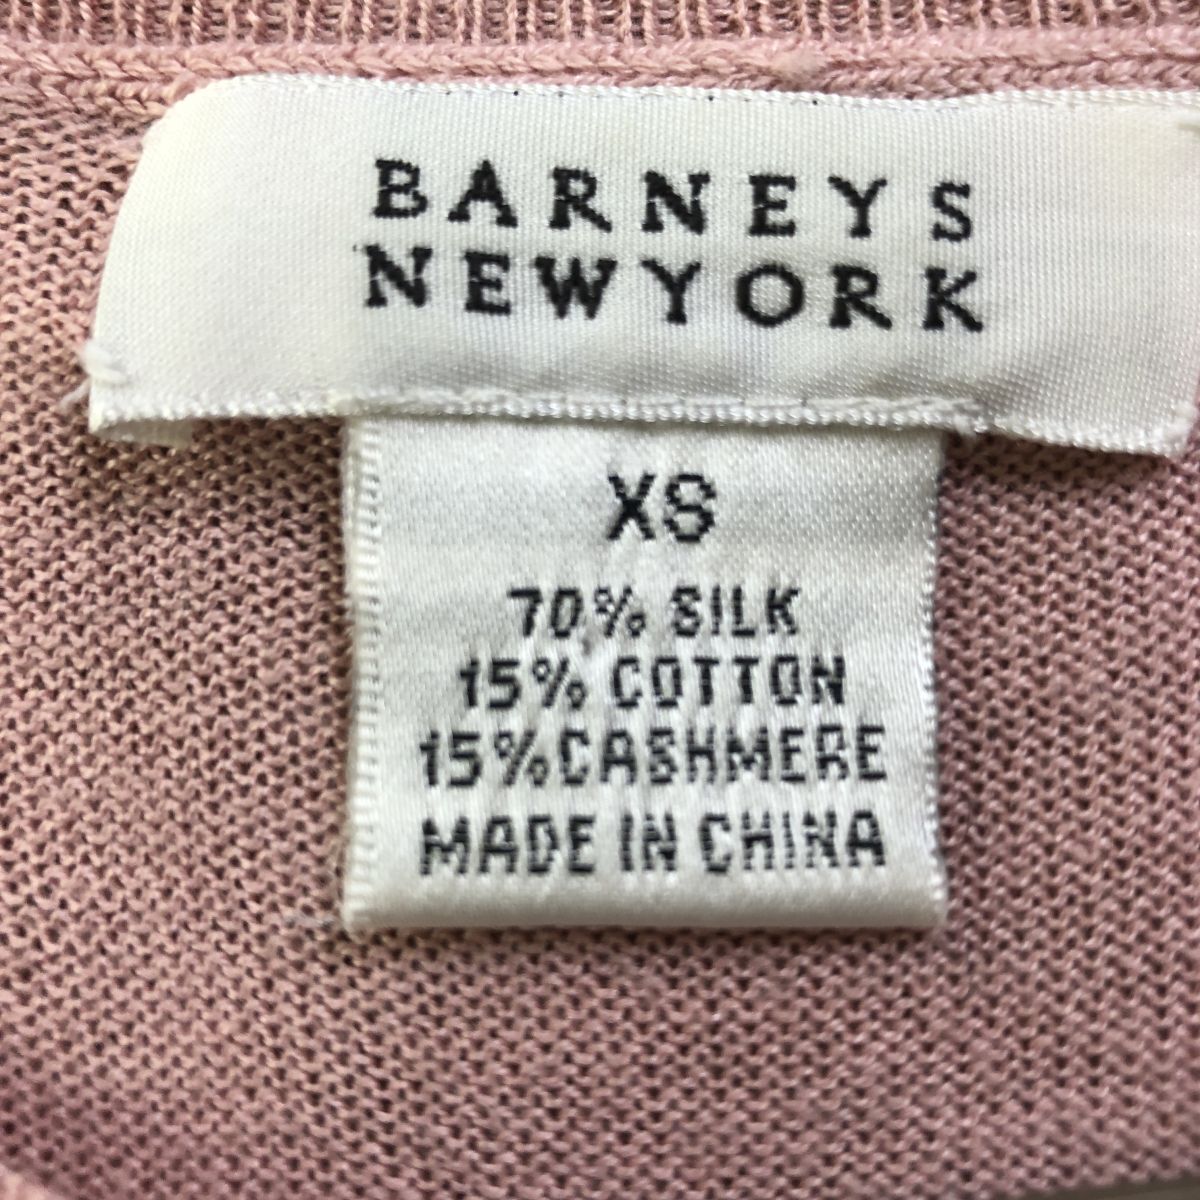 BARNEYS
NEWYORK
XS
70% SILK
15% COTTON
15%CASHMERE
MADE IN CHINA